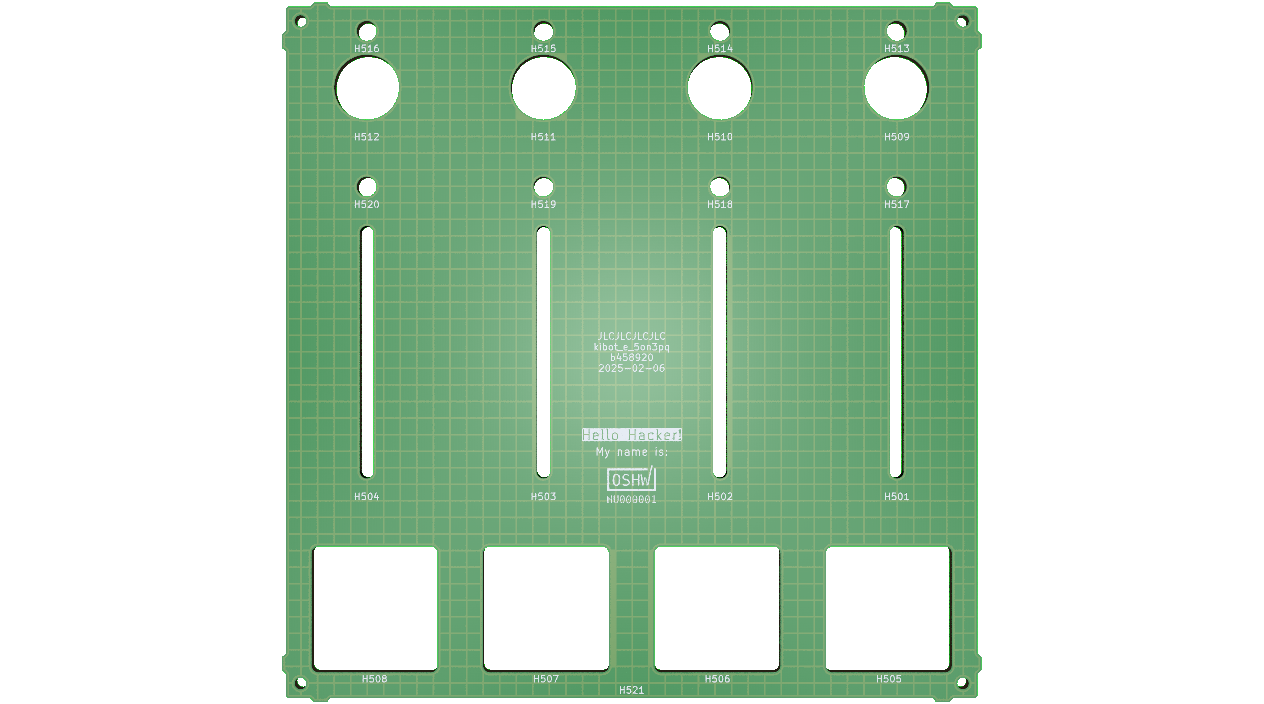 H516 H515 H514 H513
H512 H511 H510 H509
H520 H519 H518 H517
JLCJLCJLCJLC
kibot_e_5on3pq
b458920
2025-02-06
Hello Hacker!
My name is:
OSHW
H504 H503 NU000001 H502 H501
H508 H507 H506 H505
H521